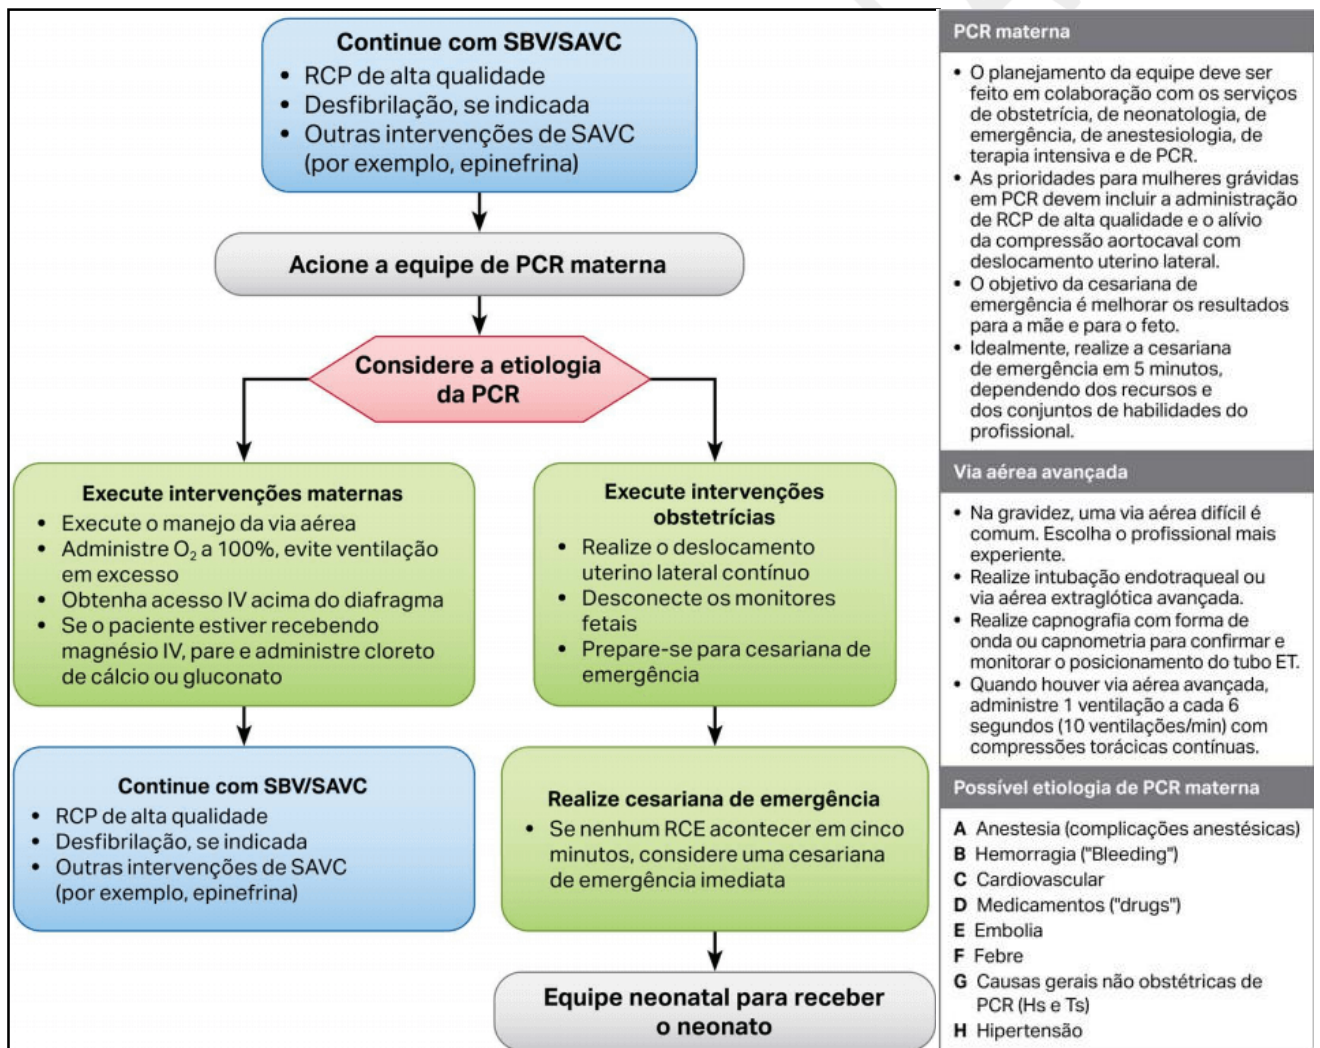 Continue com SBV/SAVC
• RCP de alta qualidade
• Desfibrilação, se indicada
• Outras intervenções de SAVC
(por exemplo, epinefrina)
Acione a equipe de PCR materna
Considere a etiologia
da PCR
Execute intervenções maternas
• Execute o manejo da via aérea
• Administre O₂ a 100%, evite ventilação
em excesso
• Obtenha acesso IV acima do diafragma
• Se o paciente estiver recebendo
magnésio IV, pare e administre cloreto
de cálcio ou gluconato
Continue com SBV/SAVC
• RCP de alta qualidade
• Desfibrilação, se indicada
• Outras intervenções de SAVC
(por exemplo, epinefrina)
Execute intervenções
obstetrícias
• Realize o deslocamento
uterino lateral contínuo
• Desconecte os monitores
fetais
• Prepare-se para cesariana de
emergência
Realize cesariana de emergência
• Se nenhum RCE acontecer em cinco
minutos, considere uma cesariana
de emergência imediata
Equipe neonatal para receber
o neonato
PCR materna
• O planejamento da equipe deve ser
feito em colaboração com os serviços
de obstetrícia, de neonatologia, de
emergência, de anestesiologia, de
terapia intensiva e de PCR.
• As prioridades para mulheres grávidas
em PCR devem incluir a administração
de RCP de alta qualidade e o alívio
da compressão aortocaval com
deslocamento uterino lateral.
• O objetivo da cesariana de
emergência é melhorar os resultados
para a mãe e para o feto.
• Idealmente, realize a cesariana
de emergência em 5 minutos,
dependendo dos recursos e
dos conjuntos de habilidades do
profissional.
Via aérea avançada
• Na gravidez, uma via aérea difícil é
comum. Escolha o profissional mais
experiente.
• Realize intubação endotraqueal ou
via aérea extraglótica avançada.
• Realize capnografia com forma de
onda ou capnometria para confirmar e
monitorar o posicionamento do tubo ET.
• Quando houver via aérea avançada,
administre 1 ventilação a cada 6
segundos (10 ventilações/min) com
compressões torácicas contínuas.
Possível etiologia de PCR materna
A Anestesia (complicações anestésicas)
B Hemorragia ("Bleeding")
C Cardiovascular
D Medicamentos ("drugs")
E Embolia
F Febre
G Causas gerais não obstétricas de
PCR (Hs e Ts)
H Hipertensão